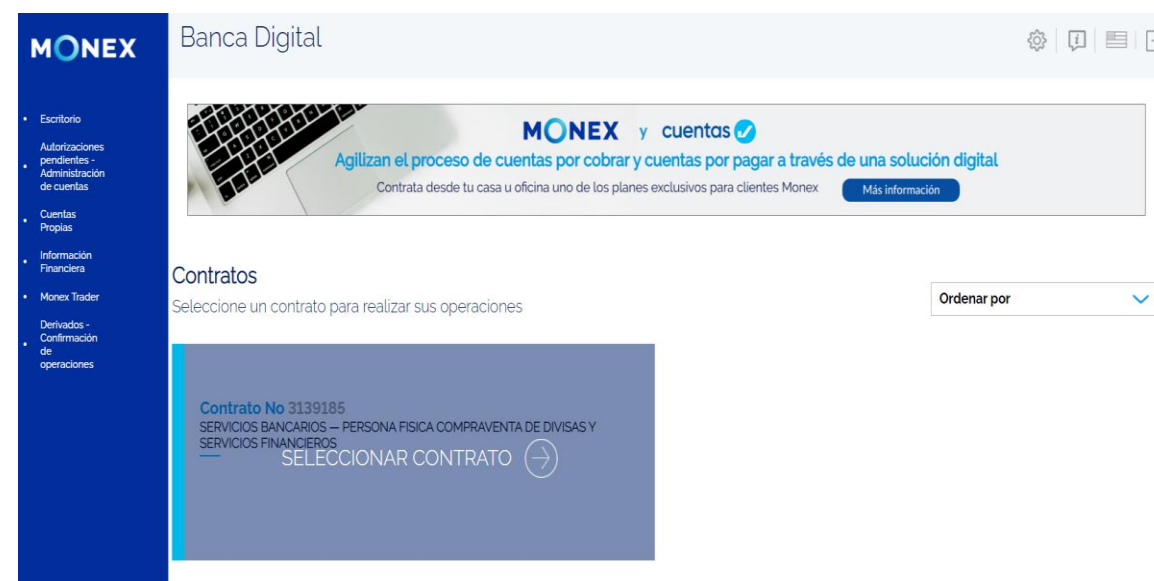 MONEX
Banca Digital
Escritorio
Autorizaciones
pendientes -
Administración
de cuentas
Cuentas
Propias
Información
Financiera
Monex Trader
Derivados -
Confirmación
de
operaciones
MONEX y cuentas
Agilizan el proceso de cuentas por cobrar y cuentas por pagar a través de una solución digital
Contrata desde tu casa u oficina uno de los planes exclusivos para clientes Monex Más información
Contratos
Seleccione un contrato para realizar sus operaciones
Ordenar por
Contrato No 3139185
SERVICIOS BANCARIOS — PERSONA FISICA COMPRAVENTA DE DIVISAS Y
SERVICIOS FINANCIEROS
SELECCIONAR CONTRATO